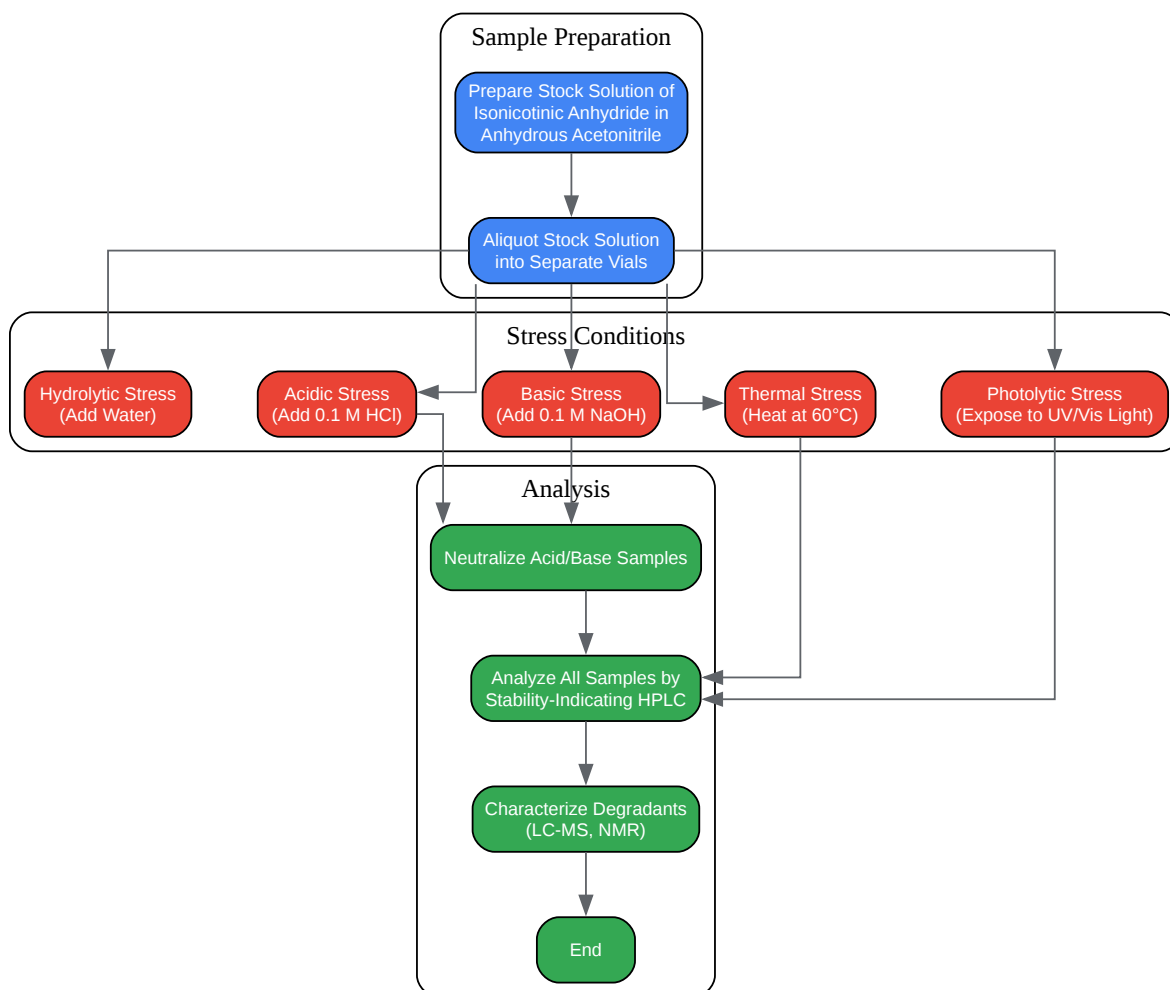 Sample Preparation
Prepare Stock Solution of
Isonicotinic Anhydride in
Anhydrous Acetonitrile
Aliquot Stock Solution
into Separate Vials
Stress Conditions
Hydrolytic Stress
(Add Water)
Acidic Stress
(Add 0.1 M HCl)
Basic Stress
(Add 0.1 M NaOH)
Thermal Stress
(Heat at 60°C)
Photolytic Stress
(Expose to UV/Vis Light)
Analysis
Neutralize Acid/Base Samples
Analyze All Samples by
Stability-Indicating HPLC
Characterize Degradants
(LC-MS, NMR)
End